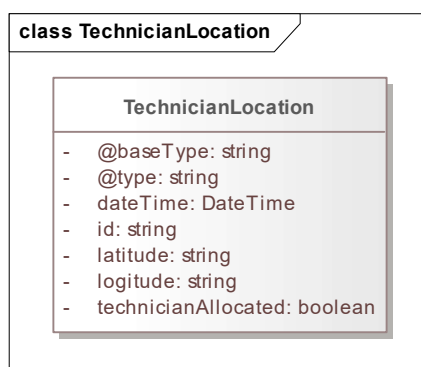 class TechnicianLocation
TechnicianLocation
- @baseType: string
- @type: string
- dateTime: DateTime
- id: string
- latitude: string
- logitude: string
- technicianAllocated: boolean